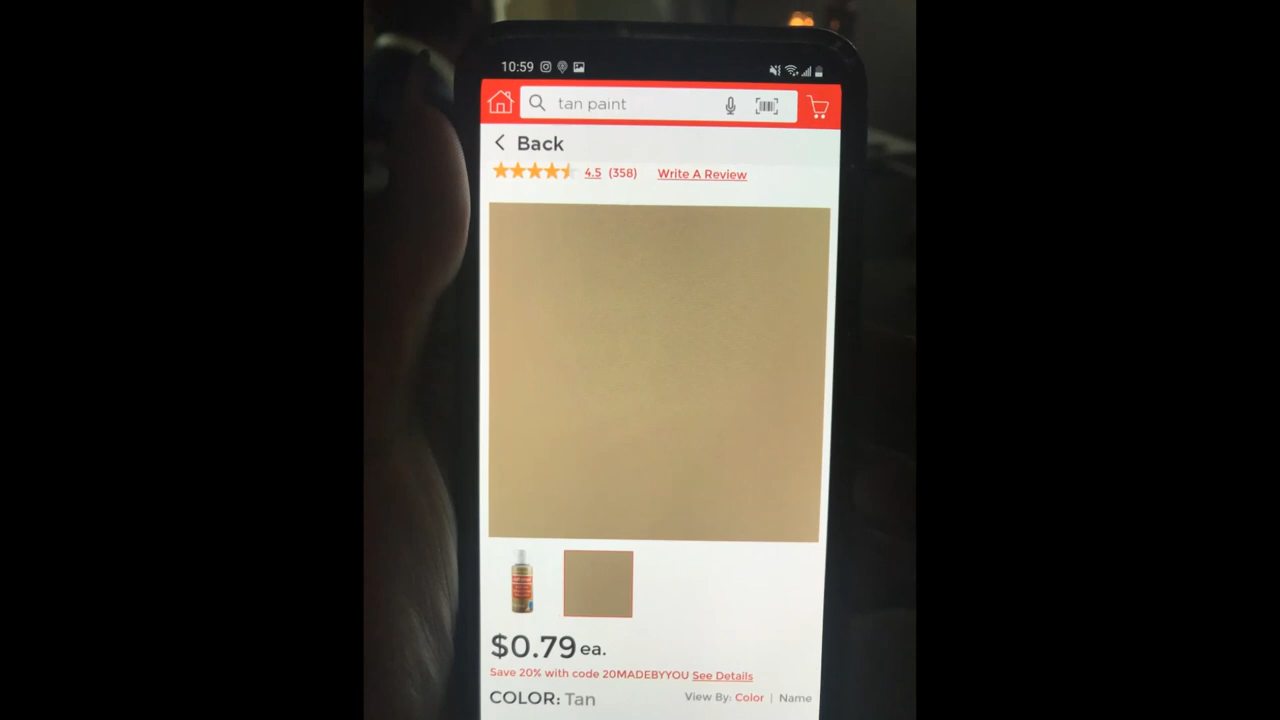 10:59
tan paint
Back
4.5 (358) Write A Review
$0.79 ea.
Save 20% with code 20MADEBYYOU See Details
COLOR: Tan View By: Color | Name